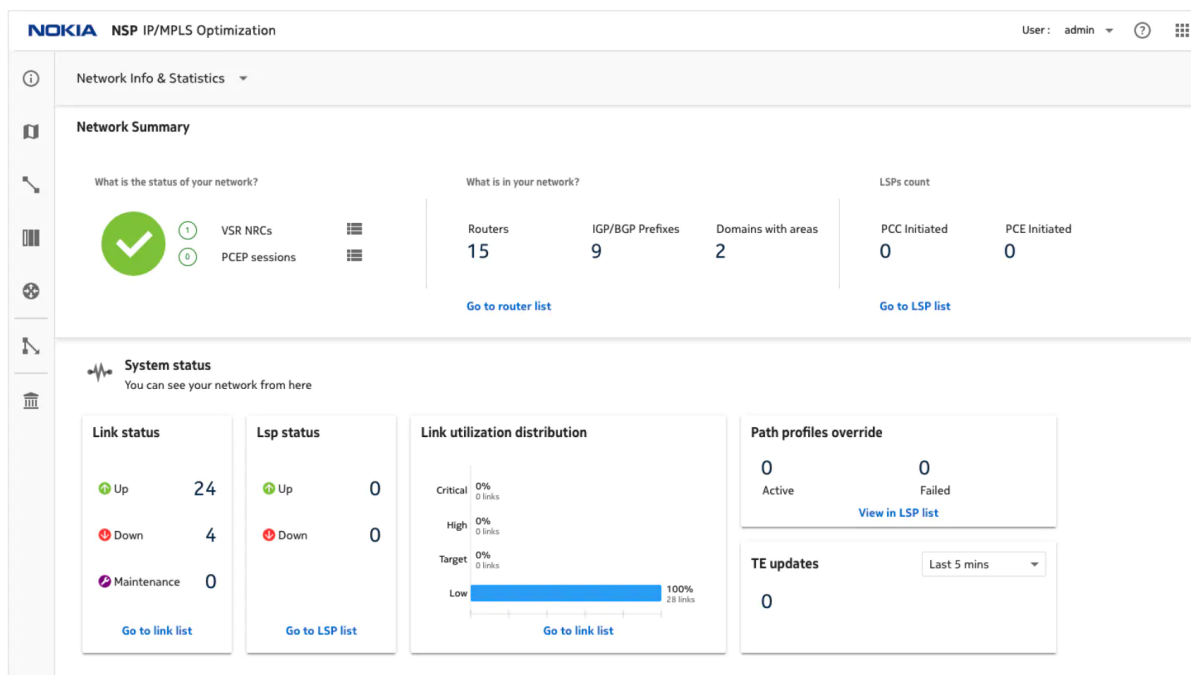 NOKIA NSP IP/MPLS Optimization
User : admin
?
Network Info & Statistics
Network Summary
What is the status of your network?
1 VSR NRCs
0 PCEP sessions
What is in your network?
Routers IGP/BGP Prefixes Domains with areas
15 9 2
Go to router list
LSPs count
PCC Initiated PCE Initiated
0 0
Go to LSP list
System status
You can see your network from here
Link status
Up 24
Down 4
Maintenance 0
Go to link list
Lsp status
Up 0
Down 0
Go to LSP list
Link utilization distribution
Critical 0%
0 links
High 0%
0 links
Target 0%
0 links
Low 100%
28 links
Go to link list
Path profiles override
0 0
Active Failed
View in LSP list
TE updates Last 5 mins
0